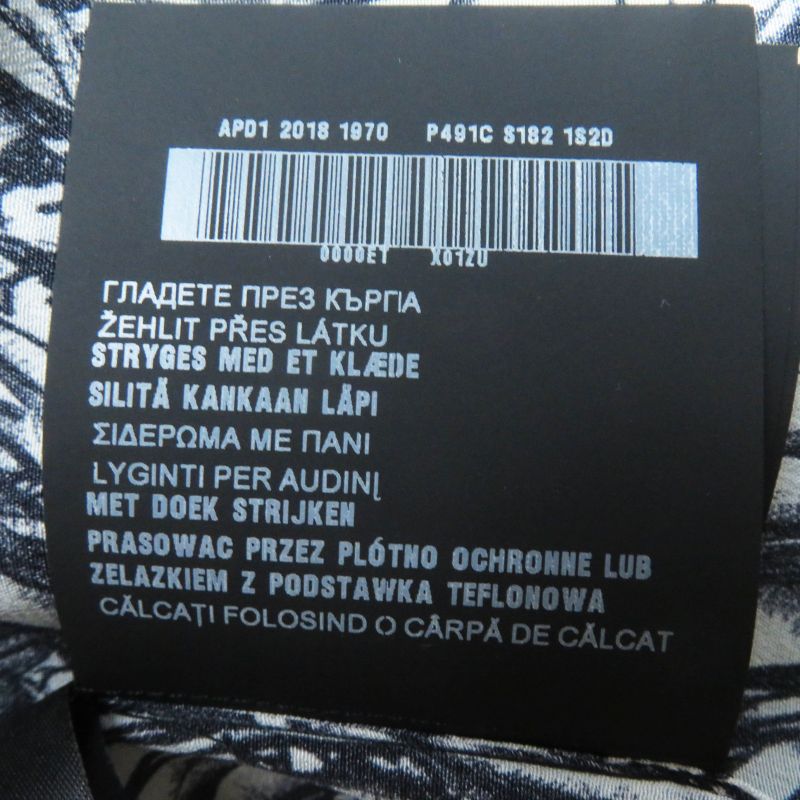 APD1 2018 1970 P491C S182 1S2D
0000ET X01ZU
ГЛАДЕТЕ ПРЕЗ КЪРПА
ŽEHLIT PŘES LÁTKU
STRYGES MED ET KLÆDE
SILITÄ KANKAAN LÄPI
ΣΙΔΕΡΩΜΑ ΜΕ ΠΑΝΙ
LYGINTI PER AUDINĮ
MET DOEK STRIJKEN
PRASOWAC PRZEZ PLÓTNO OCHRONNE LUB
ZELAZKIEM Z PODSTAWKA TEFLONOWA
CĂLCAȚI FOLOSIND O CÂRPĂ DE CĂLCAT